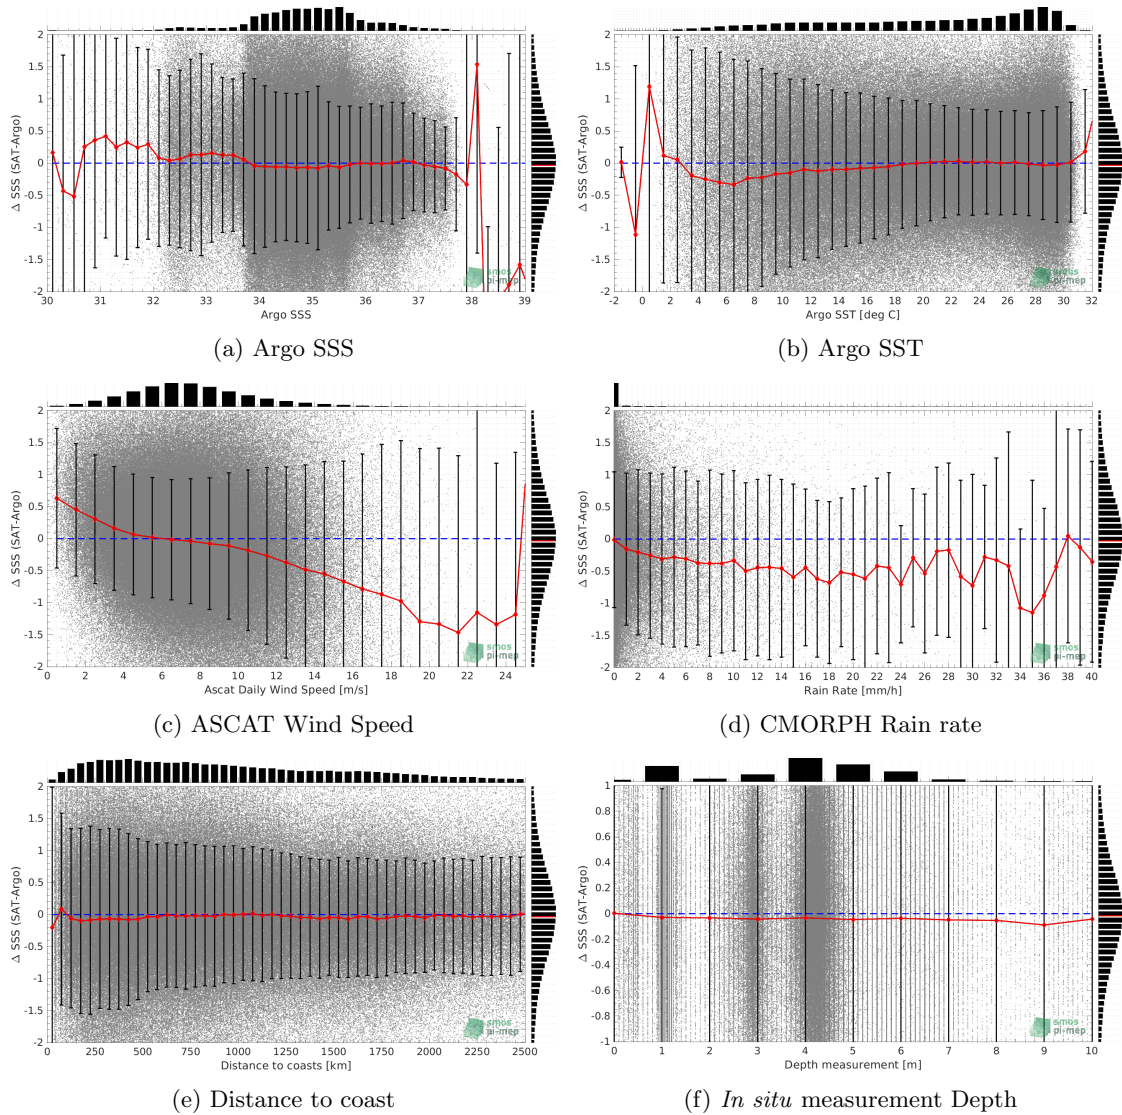 2
1.5
1
0.5
0
-0.5
-1
-1.5
-2
Δ SSS (SAT-Argo)
30 31 32 33 34 35 36 37 38 39
Argo SSS
smos
pi-mep
(a) Argo SSS
2
1.5
1
0.5
0
-0.5
-1
-1.5
-2
Δ SSS (SAT-Argo)
-2 0 2 4 6 8 10 12 14 16 18 20 22 24 26 28 30 32
Argo SST [deg C]
smos
pi-mep
(b) Argo SST
2
1.5
1
0.5
0
-0.5
-1
-1.5
-2
Δ SSS (SAT-Argo)
0 2 4 6 8 10 12 14 16 18 20 22 24
Ascat Daily Wind Speed [m/s]
smos
pi-mep
(c) ASCAT Wind Speed
2
1.5
1
0.5
0
-0.5
-1
-1.5
-2
Δ SSS (SAT-Argo)
0 2 4 6 8 10 12 14 16 18 20 22 24 26 28 30 32 34 36 38 40
Rain Rate [mm/h]
smos
pi-mep
(d) CMORPH Rain rate
2
1.5
1
0.5
0
-0.5
-1
-1.5
-2
Δ SSS (SAT-Argo)
0 250 500 750 1000 1250 1500 1750 2000 2250 2500
Distance to coasts [km]
smos
pi-mep
(e) Distance to coast
1
0.8
0.6
0.4
0.2
0
-0.2
-0.4
-0.6
-0.8
-1
Δ SSS (SAT-Argo)
0 1 2 3 4 5 6 7 8 9 10
Depth measurement [m]
smos
pi-mep
(f) In situ measurement Depth